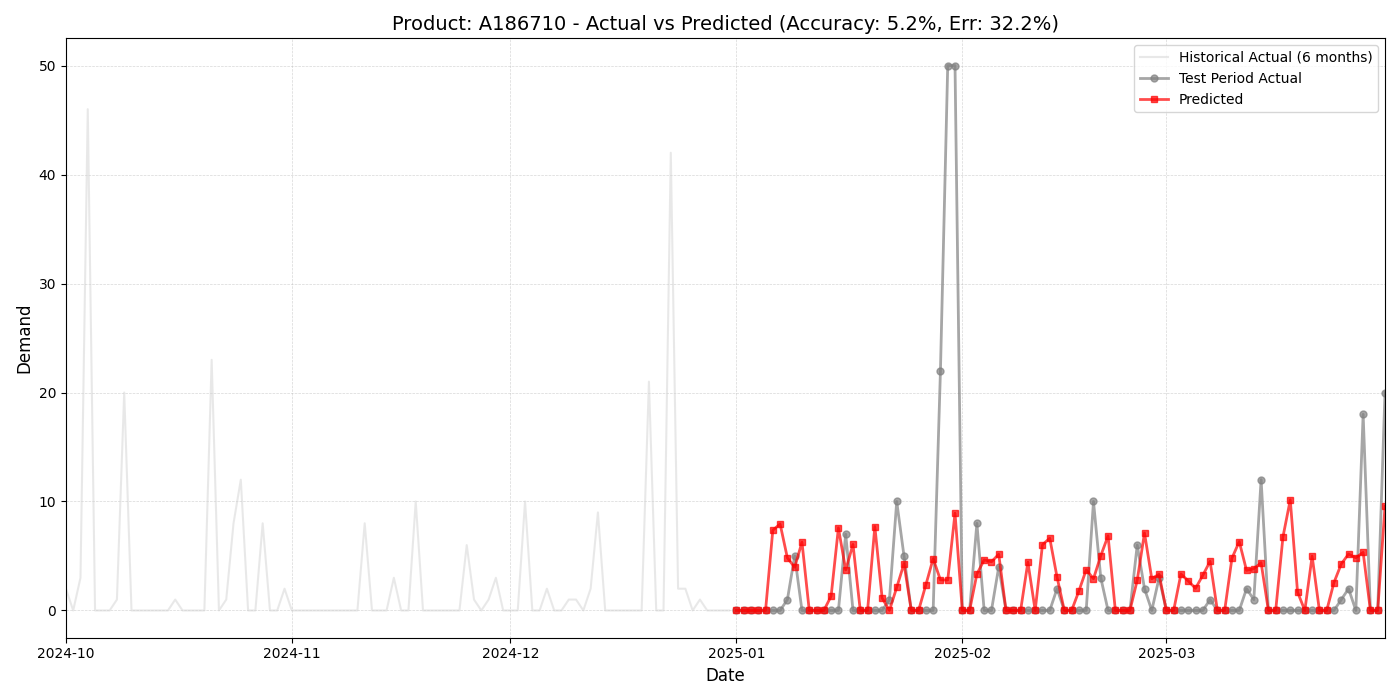 Product: A186710 - Actual vs Predicted (Accuracy: 5.2%, Err: 32.2%)
Historical Actual (6 months)
Test Period Actual
Predicted
Demand
50
40
30
20
10
0
2024-10
2024-11
2024-12
2025-01
2025-02
2025-03
Date